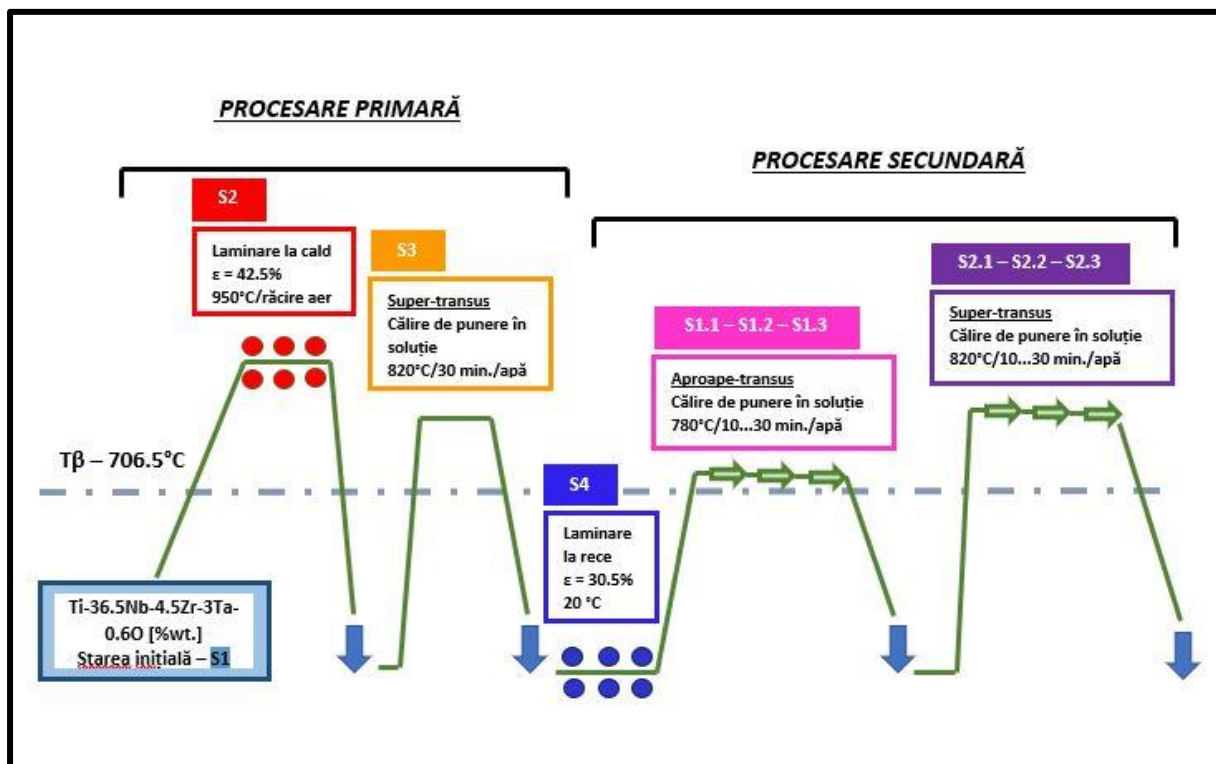 PROCESARE PRIMARĂ
PROCESARE SECUNDARĂ
S2
Laminare la cald
ε = 42.5%
950°C/răcire aer
S3
Super-transus
Călire de punere în
soluție
820°C/30 min./apă
S1.1 – S1.2 – S1.3
Aproape-transus
Călire de punere în soluție
780°C/10...30 min./apă
S2.1 – S2.2 – S2.3
Super-transus
Călire de punere în soluție
820°C/10...30 min./apă
Tβ – 706.5°C
S4
Laminare
la rece
ε = 30.5%
20 °C
Ti-36.5Nb-4.5Zr-3Ta-
0.6O [%wt.]
Starea inițială – S1